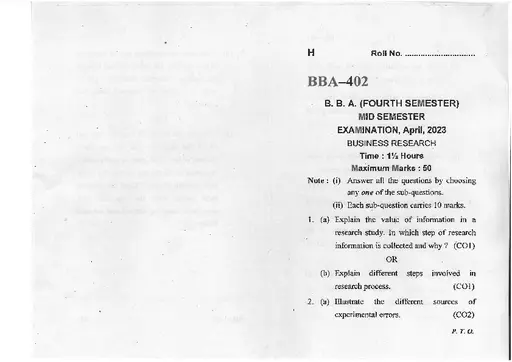 H Roll No. ..............................
BBA–402
B. B. A. (FOURTH SEMESTER)
MID SEMESTER
EXAMINATION, April, 2023
BUSINESS RESEARCH
Time : 1½ Hours
Maximum Marks : 50
Note : (i) Answer all the questions by choosing
any one of the sub-questions.
(ii) Each sub-question carries 10 marks.
1. (a) Explain the value of information in a
research study. In which step of research
information is collected and why ? (CO1)
OR
(b) Explain different steps involved in
research process. (CO1)
2. (a) Illustrate the different sources of
experimental errors. (CO2)
P. T. O.